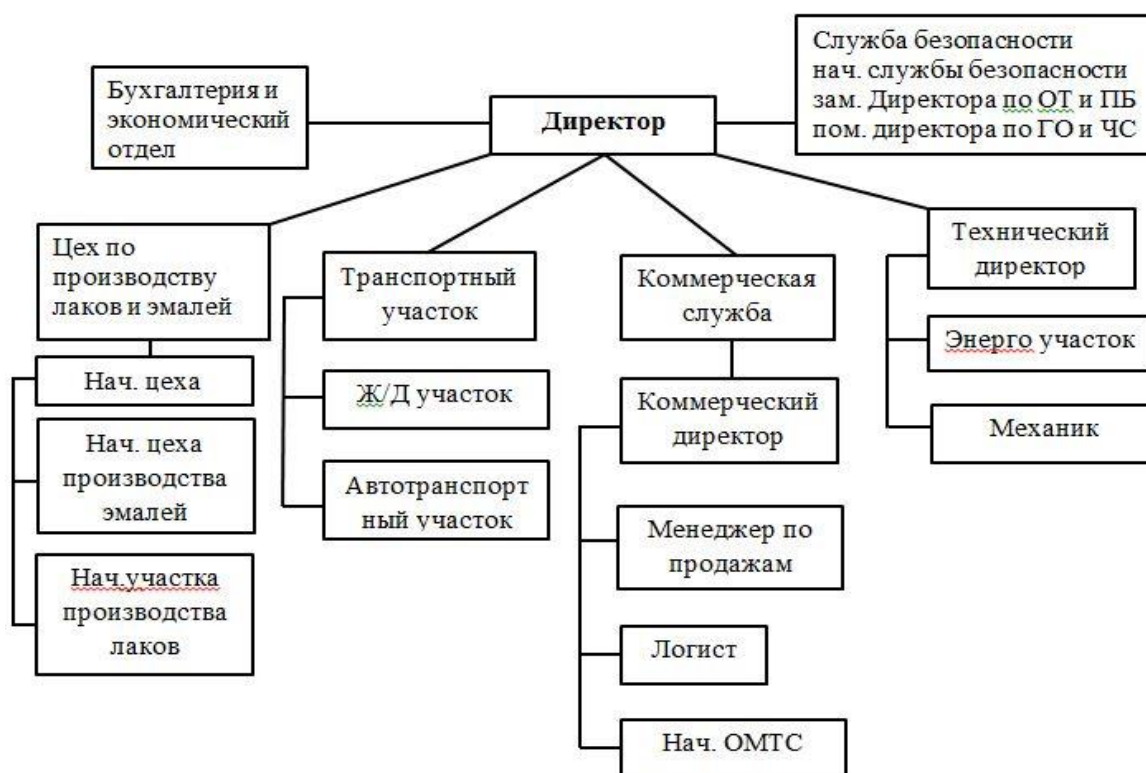 Служба безопасности
нач. службы безопасности
зам. Директора по ОТ и ПБ
пом. директора по ГО и ЧС
Бухгалтерия и
экономический
отдел
Директор
Цех по
производству
лаков и эмалей
Нач. цеха
Нач. цеха
производства
эмалей
Нач.участка
производства
лаков
Транспортный
участок
Ж/Д участок
Автотранспорт
ный участок
Коммерческая
служба
Коммерческий
директор
Менеджер по
продажам
Логист
Нач. ОМТС
Технический
директор
Энерго участок
Механик